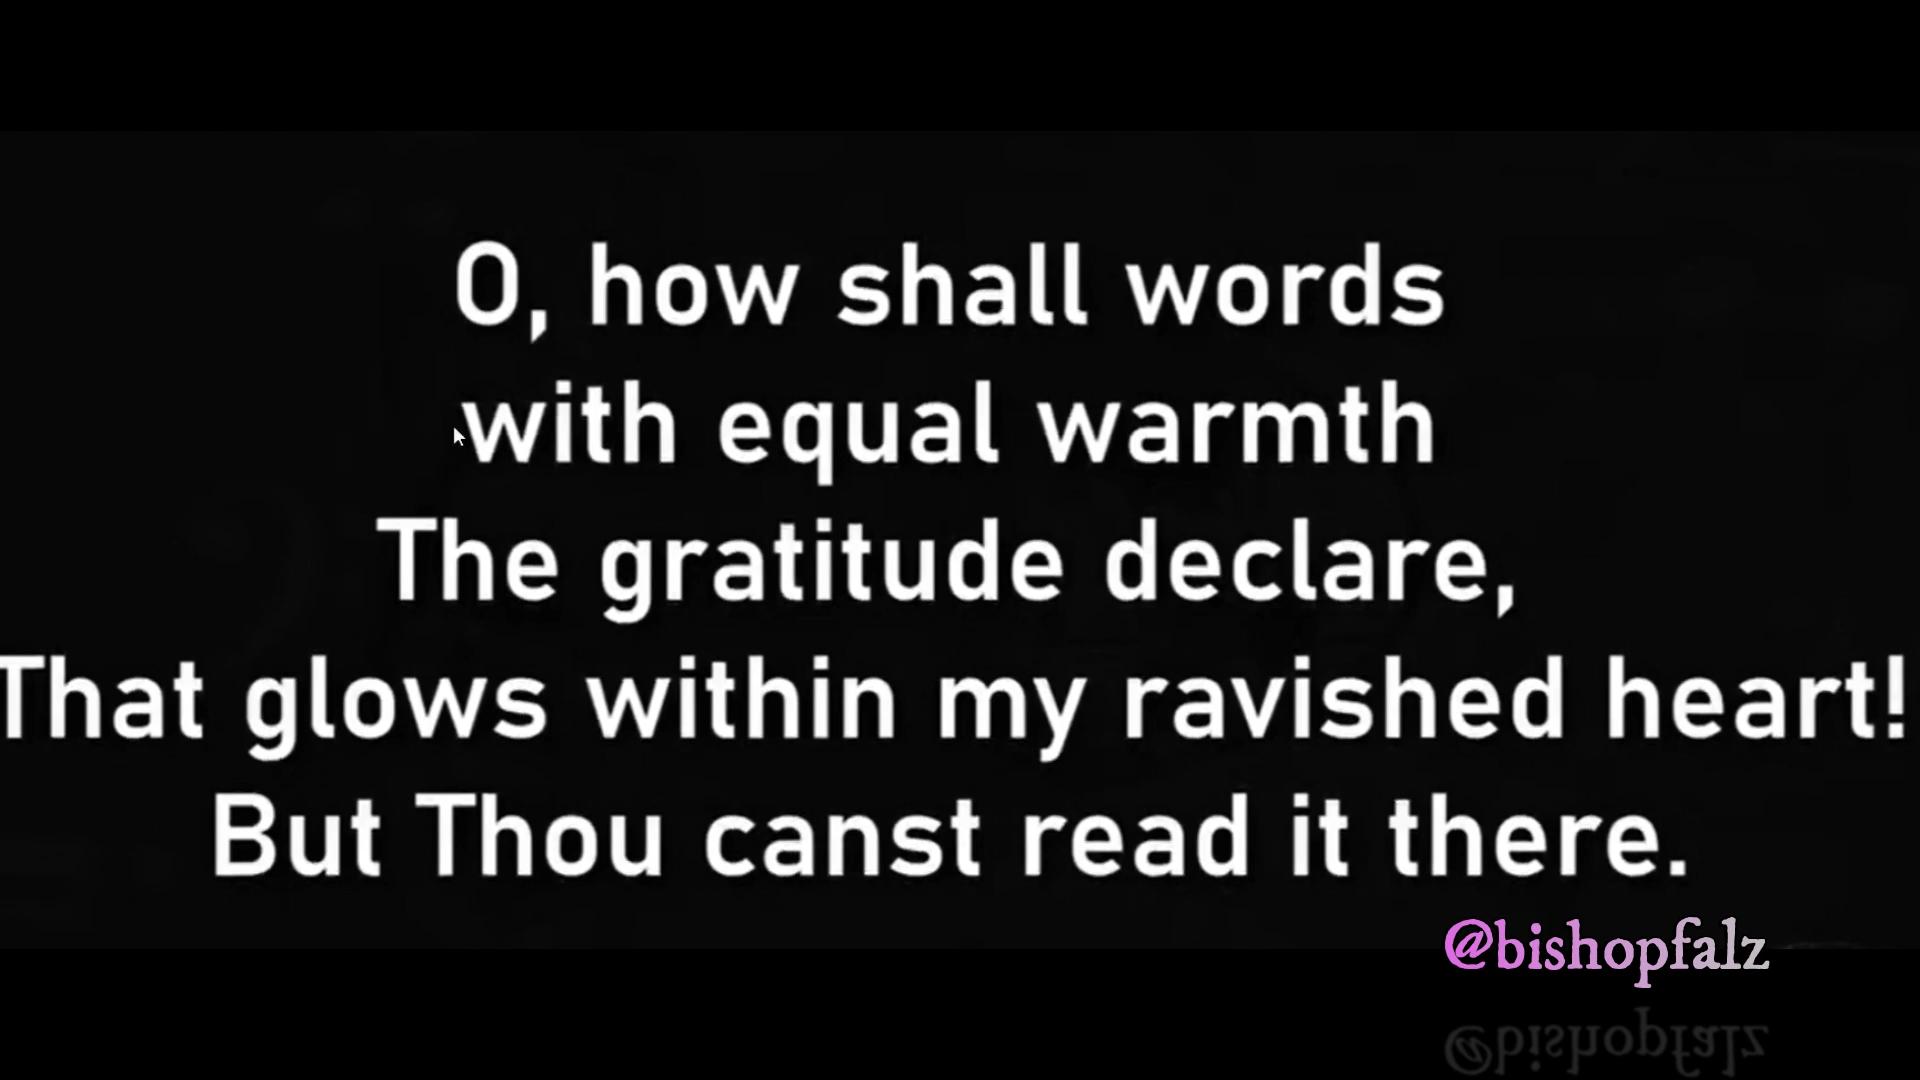 O, how shall words
with equal warmth
The gratitude declare,
That glows within my ravished heart!
But Thou canst read it there.
@bishopfalz
@bishopfalz